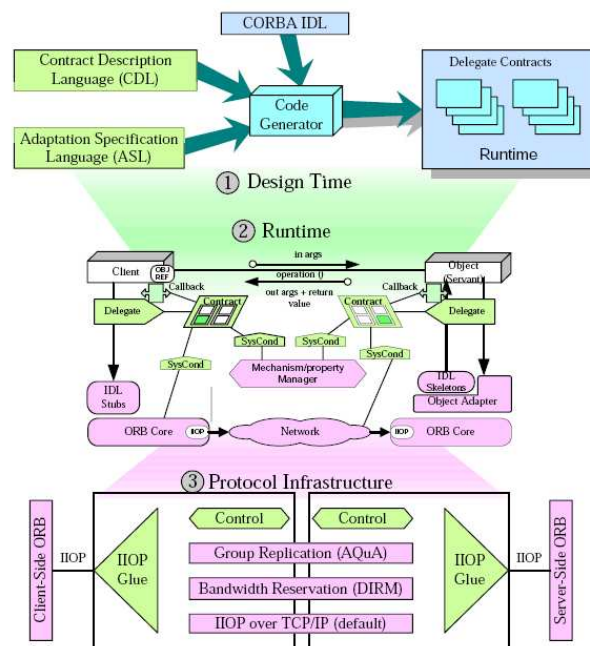 CORBA IDL
Contract Description
Language (CDL)
Delegate Contracts
Code
Generator
Adaptation Specification
Language (ASL)
Runtime
1 Design Time
2 Runtime
in args
Client
OBJ
REF
operation ()
Object
(Servant)
Callback
out args + return
value
Callback
Contract
Contract
Delegate
Delegate
SysCond
SysCond
SysCond
SysCond
Mechanism/property
Manager
IDL
Stubs
IDL
Skeletons
Object Adapter
ORB Core
IIOP
Network
IIOP
ORB Core
3 Protocol Infrastructure
Client-Side ORB
IIOP
IIOP
Glue
Control
Control
Group Replication (AQuA)
Bandwidth Reservation (DIRM)
IIOP over TCP/IP (default)
IIOP
Glue
IIOP
Server-Side ORB